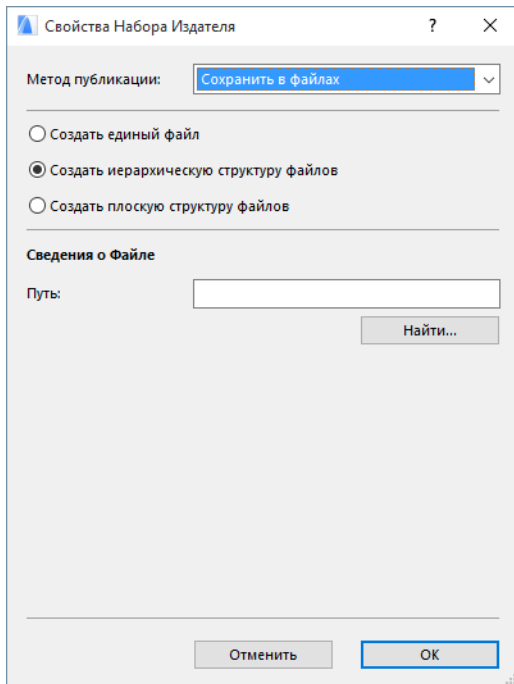 Свойства Набора Издателя
Метод публикации: Сохранить в файлах
Создать единый файл
Создать иерархическую структуру файлов
Создать плоскую структуру файлов
Сведения о Файле
Путь:
Найти...
Отменить OK